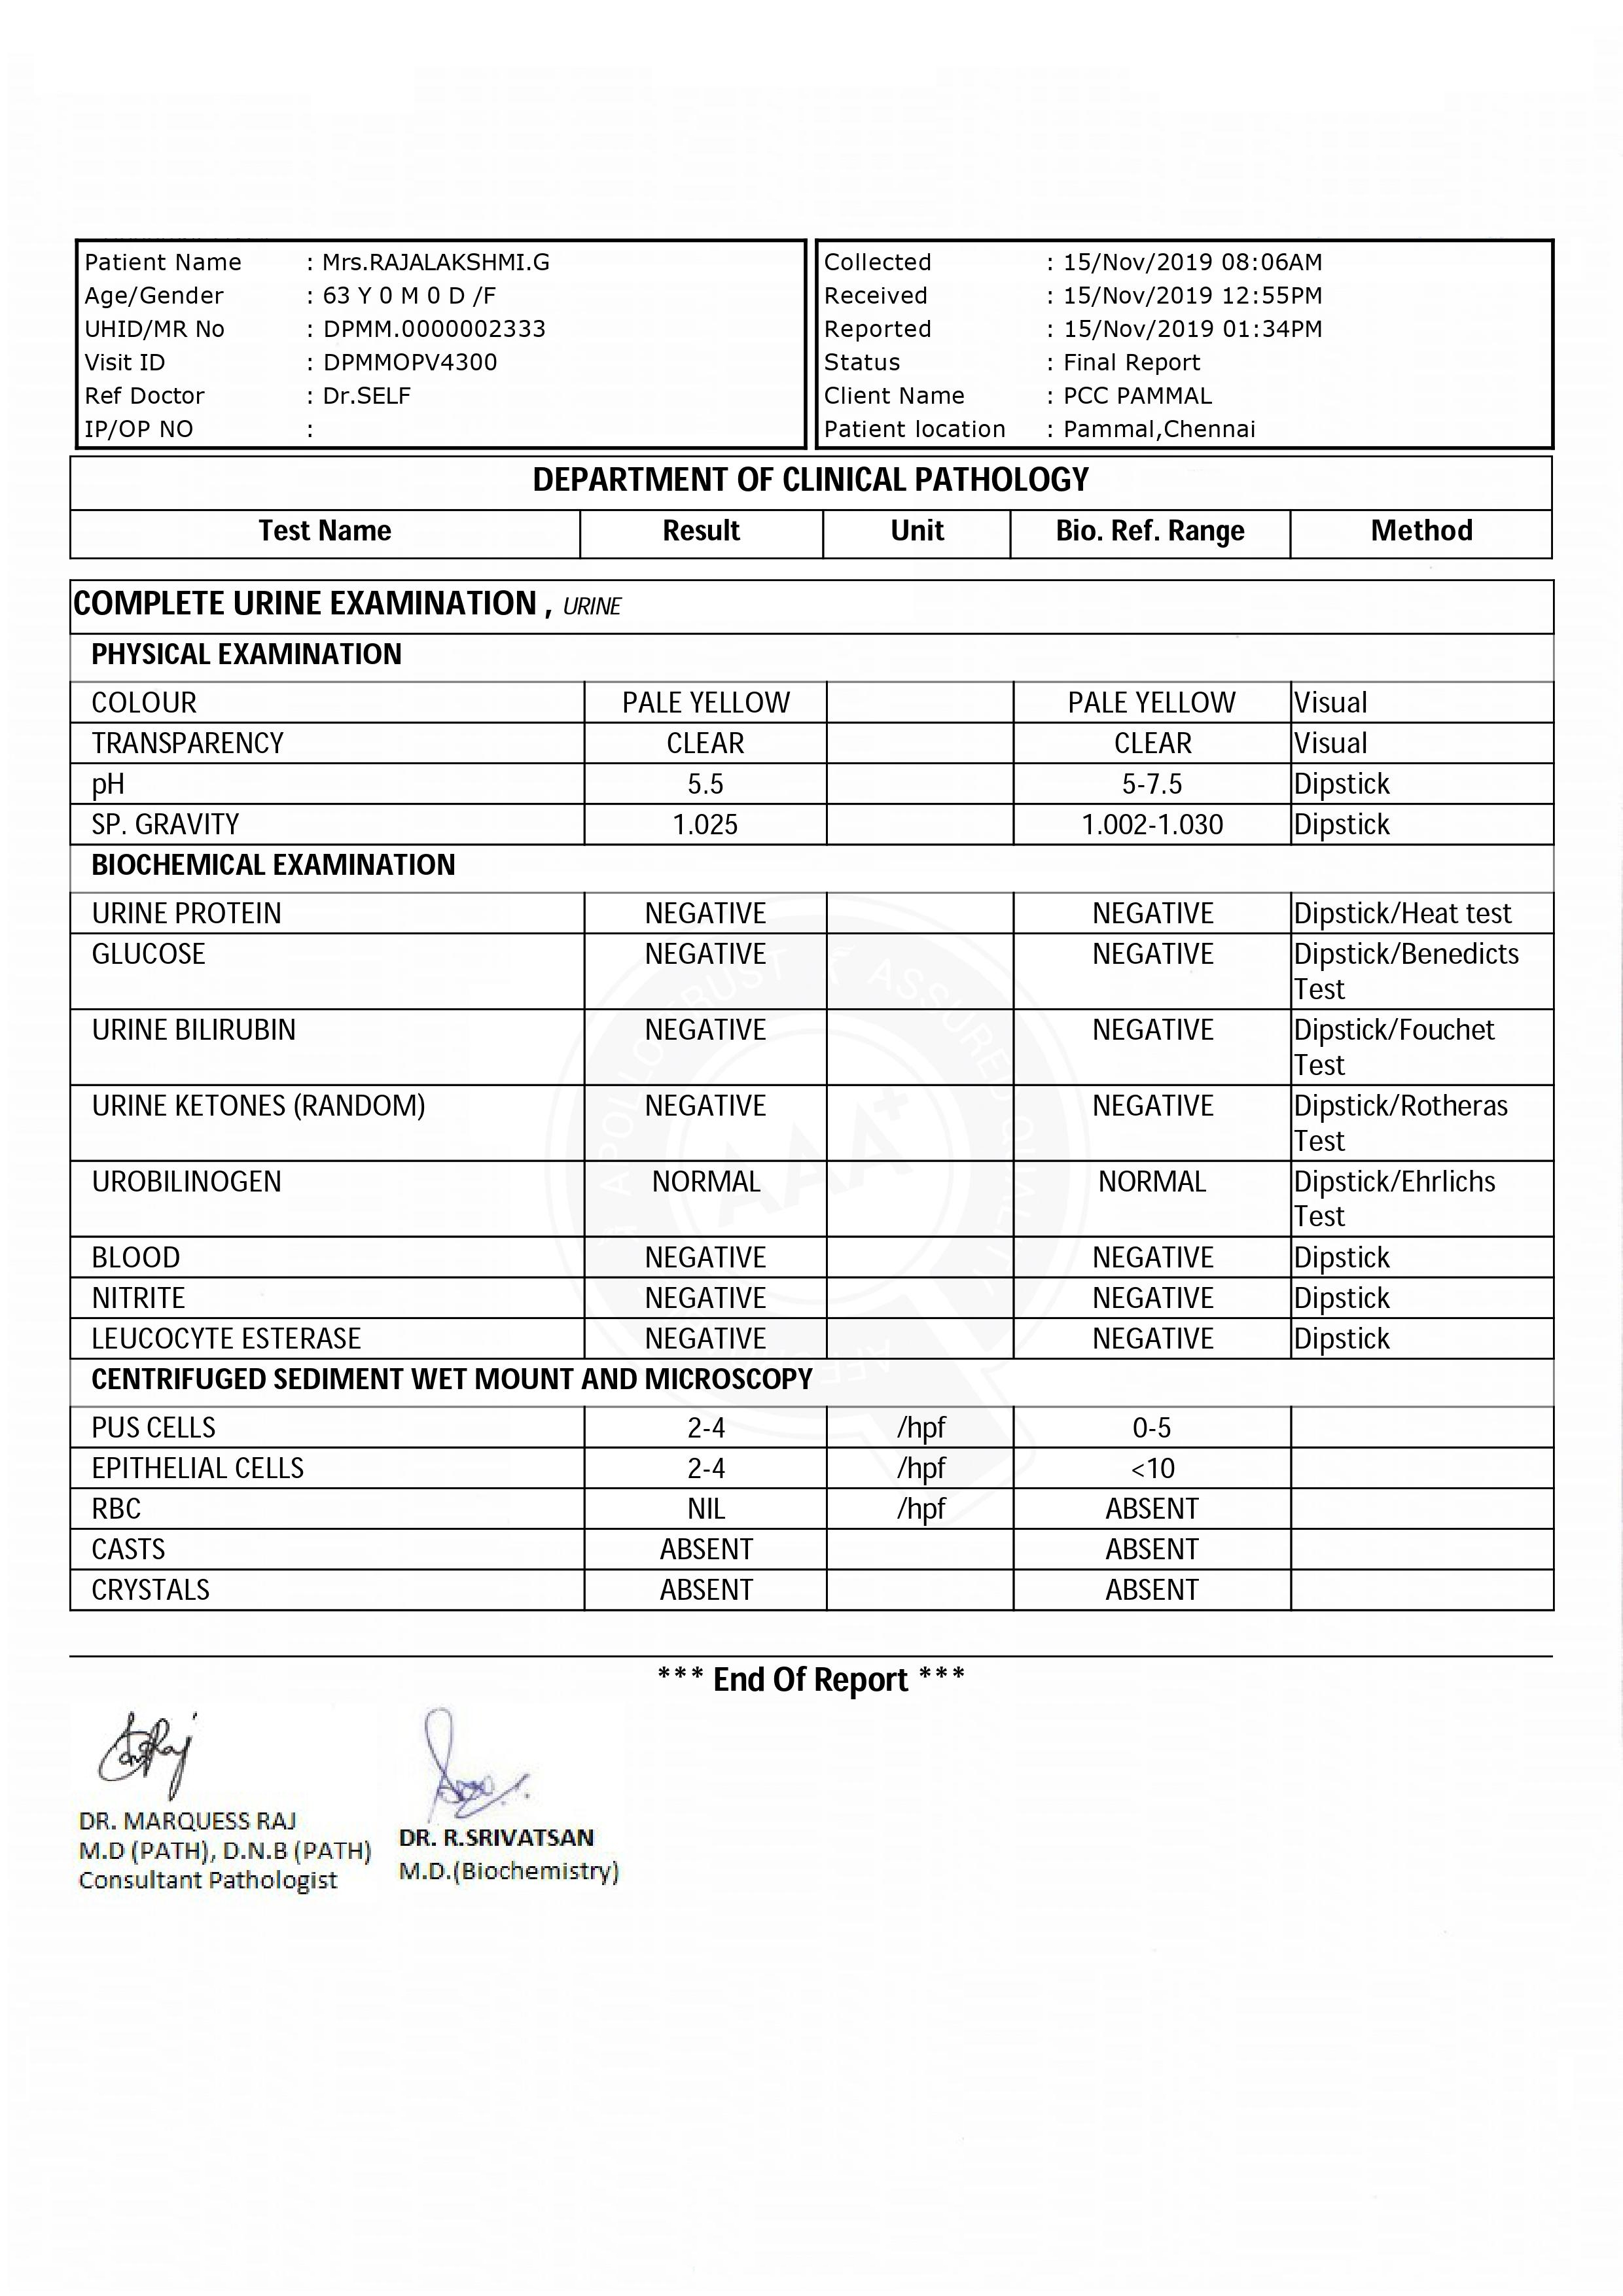 Patient Name : Mrs.RAJALAKSHMI.G
Age/Gender : 63 Y 0 M 0 D /F
UHID/MR No : DPMM.0000002333
Visit ID : DPMMOPV4300
Ref Doctor : Dr.SELF
IP/OP NO :
Collected : 15/Nov/2019 08:06AM
Received : 15/Nov/2019 12:55PM
Reported : 15/Nov/2019 01:34PM
Status : Final Report
Client Name : PCC PAMMAL
Patient location : Pammal,Chennai
DEPARTMENT OF CLINICAL PATHOLOGY
Test Name Result Unit Bio. Ref. Range Method
COMPLETE URINE EXAMINATION , URINE
PHYSICAL EXAMINATION
COLOUR PALE YELLOW PALE YELLOW Visual
TRANSPARENCY CLEAR CLEAR Visual
pH 5.5 5-7.5 Dipstick
SP. GRAVITY 1.025 1.002-1.030 Dipstick
BIOCHEMICAL EXAMINATION
URINE PROTEIN NEGATIVE NEGATIVE Dipstick/Heat test
GLUCOSE NEGATIVE NEGATIVE Dipstick/Benedicts
Test
URINE BILIRUBIN NEGATIVE NEGATIVE Dipstick/Fouchet
Test
URINE KETONES (RANDOM) NEGATIVE NEGATIVE Dipstick/Rotheras
Test
UROBILINOGEN NORMAL NORMAL Dipstick/Ehrlichs
Test
BLOOD NEGATIVE NEGATIVE Dipstick
NITRITE NEGATIVE NEGATIVE Dipstick
LEUCOCYTE ESTERASE NEGATIVE NEGATIVE Dipstick
CENTRIFUGED SEDIMENT WET MOUNT AND MICROSCOPY
PUS CELLS 2-4 /hpf 0-5
EPITHELIAL CELLS 2-4 /hpf <10
RBC NIL /hpf ABSENT
CASTS ABSENT ABSENT
CRYSTALS ABSENT ABSENT
*** End Of Report ***
DR. MARQUESS RAJ
M.D (PATH), D.N.B (PATH)
Consultant Pathologist
DR. R.SRIVATSAN
M.D.(Biochemistry)
AAA+